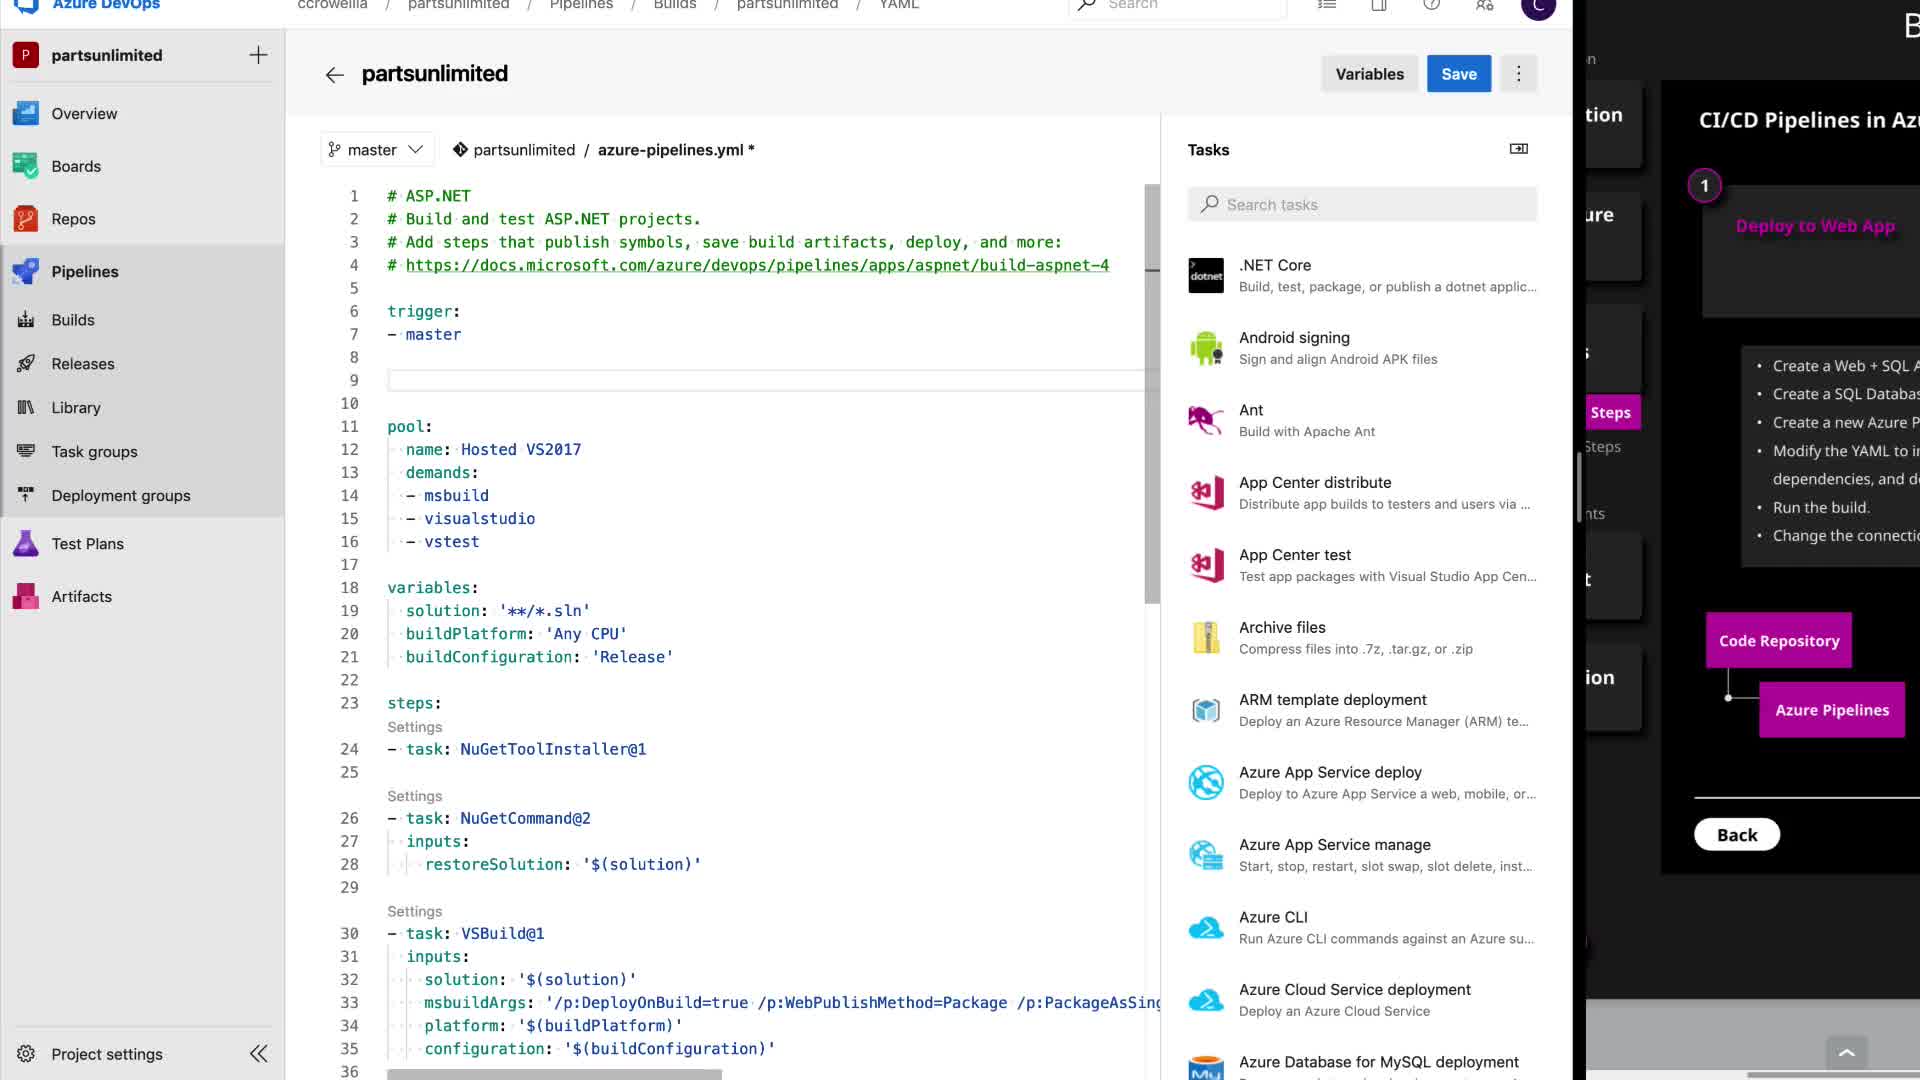 Azure DevOps
ccrowellla / partsunlimited / Pipelines / Builds / partsunlimited / YAML
Search
C
P partsunlimited
Overview
Boards
Repos
Pipelines
Builds
Releases
Library
Task groups
Deployment groups
Test Plans
Artifacts
Project settings
partsunlimited
Variables
Save
master
partsunlimited / azure-pipelines.yml *
1 # ASP.NET
2 # Build and test ASP.NET projects.
3 # Add steps that publish symbols, save build artifacts, deploy, and more:
4 # https://docs.microsoft.com/azure/devops/pipelines/apps/aspnet/build-aspnet-4
5
6 trigger:
7 - master
8
9
10
11 pool:
12 name: Hosted VS2017
13 demands:
14 - msbuild
15 - visualstudio
16 - vstest
17
18 variables:
19 solution: '**/*.sln'
20 buildPlatform: 'Any CPU'
21 buildConfiguration: 'Release'
22
23 steps:
Settings
24 - task: NuGetToolInstaller@1
25
Settings
26 - task: NuGetCommand@2
27 inputs:
28 restoreSolution: '$(solution)'
29
Settings
30 - task: VSBuild@1
31 inputs:
32 solution: '$(solution)'
33 msbuildArgs: '/p:DeployOnBuild=true /p:WebPublishMethod=Package /p:PackageAsSing
34 platform: '$(buildPlatform)'
35 configuration: '$(buildConfiguration)'
36
Tasks
Search tasks
dotnet
.NET Core
Build, test, package, or publish a dotnet applic...
Android signing
Sign and align Android APK files
Ant
Build with Apache Ant
App Center distribute
Distribute app builds to testers and users via ...
App Center test
Test app packages with Visual Studio App Cen...
Archive files
Compress files into .7z, .tar.gz, or .zip
ARM template deployment
Deploy an Azure Resource Manager (ARM) te...
Azure App Service deploy
Deploy to Azure App Service a web, mobile, or...
Azure App Service manage
Start, stop, restart, slot swap, slot delete, inst...
Azure CLI
Run Azure CLI commands against an Azure su...
Azure Cloud Service deployment
Deploy an Azure Cloud Service
Azure Database for MySQL deployment
My
B
n
tion
ure
s
Steps
Steps
nts
t
ion
CI/CD Pipelines in Azu
1
Deploy to Web App
• Create a Web + SQL A
• Create a SQL Databas
• Create a new Azure P
• Modify the YAML to in
dependencies, and de
• Run the build.
• Change the connectio
Code Repository
Azure Pipelines
Back